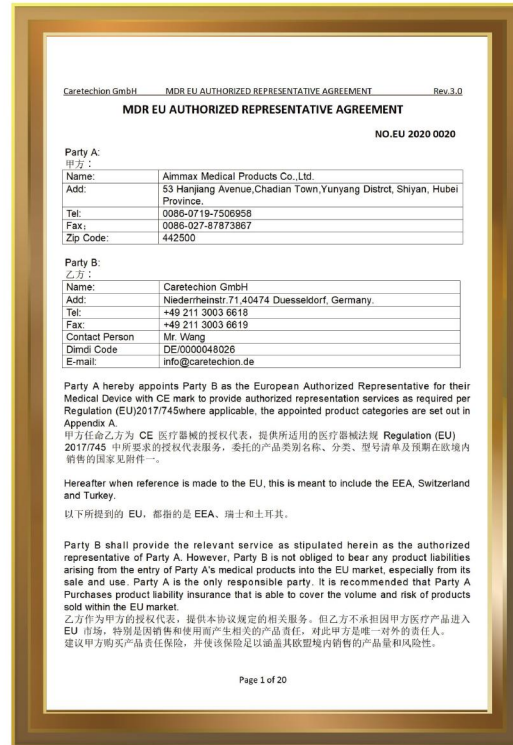 Caretechion GmbH MDR EU AUTHORIZED REPRESENTATIVE AGREEMENT Rev.3.0
MDR EU AUTHORIZED REPRESENTATIVE AGREEMENT
NO.EU 2020 0020
Party A:
甲方：
Name: Aimmax Medical Products Co.,Ltd.
Add: 53 Hanjiang Avenue,Chadian Town,Yunyang Distrct, Shiyan, Hubei
Province.
Tel: 0086-0719-7506958
Fax: 0086-027-87873867
Zip Code: 442500
Party B:
乙方：
Name: Caretechion GmbH
Add: Niederrheinstr.71,40474 Duesseldorf, Germany.
Tel: +49 211 3003 6618
Fax: +49 211 3003 6619
Contact Person Mr. Wang
Dimdi Code DE/0000048026
E-mail: info@caretechion.de
Party A hereby appoints Party B as the European Authorized Representative for their
Medical Device with CE mark to provide authorized representation services as required per
Regulation (EU)2017/745where applicable, the appointed product categories are set out in
Appendix A.
甲方任命乙方为 CE 医疗器械的授权代表，提供所适用的医疗器械法规 Regulation (EU)
2017/745 中所要求的授权代表服务，委托的产品类别名称、分类、型号清单及预期在欧境内
销售的国家见附件一。
Hereafter when reference is made to the EU, this is meant to include the EEA, Switzerland
and Turkey.
以下所提到的 EU，都指的是 EEA、瑞士和土耳其。
Party B shall provide the relevant service as stipulated herein as the authorized
representative of Party A. However, Party B is not obliged to bear any product liabilities
arising from the entry of Party A's medical products into the EU market, especially from its
sale and use. Party A is the only responsible party. It is recommended that Party A
Purchases product liability insurance that is able to cover the volume and risk of products
sold within the EU market.
乙方作为甲方的授权代表，提供本协议规定的相关服务。但乙方不承担因甲方医疗产品进入
EU 市场，特别是因销售和使用而产生相关的产品责任，对此甲方是唯一对外的责任人。
建议甲方购买产品责任保险，并使该保险足以涵盖其欧盟境内销售的产品量和风险性。
Page 1 of 20